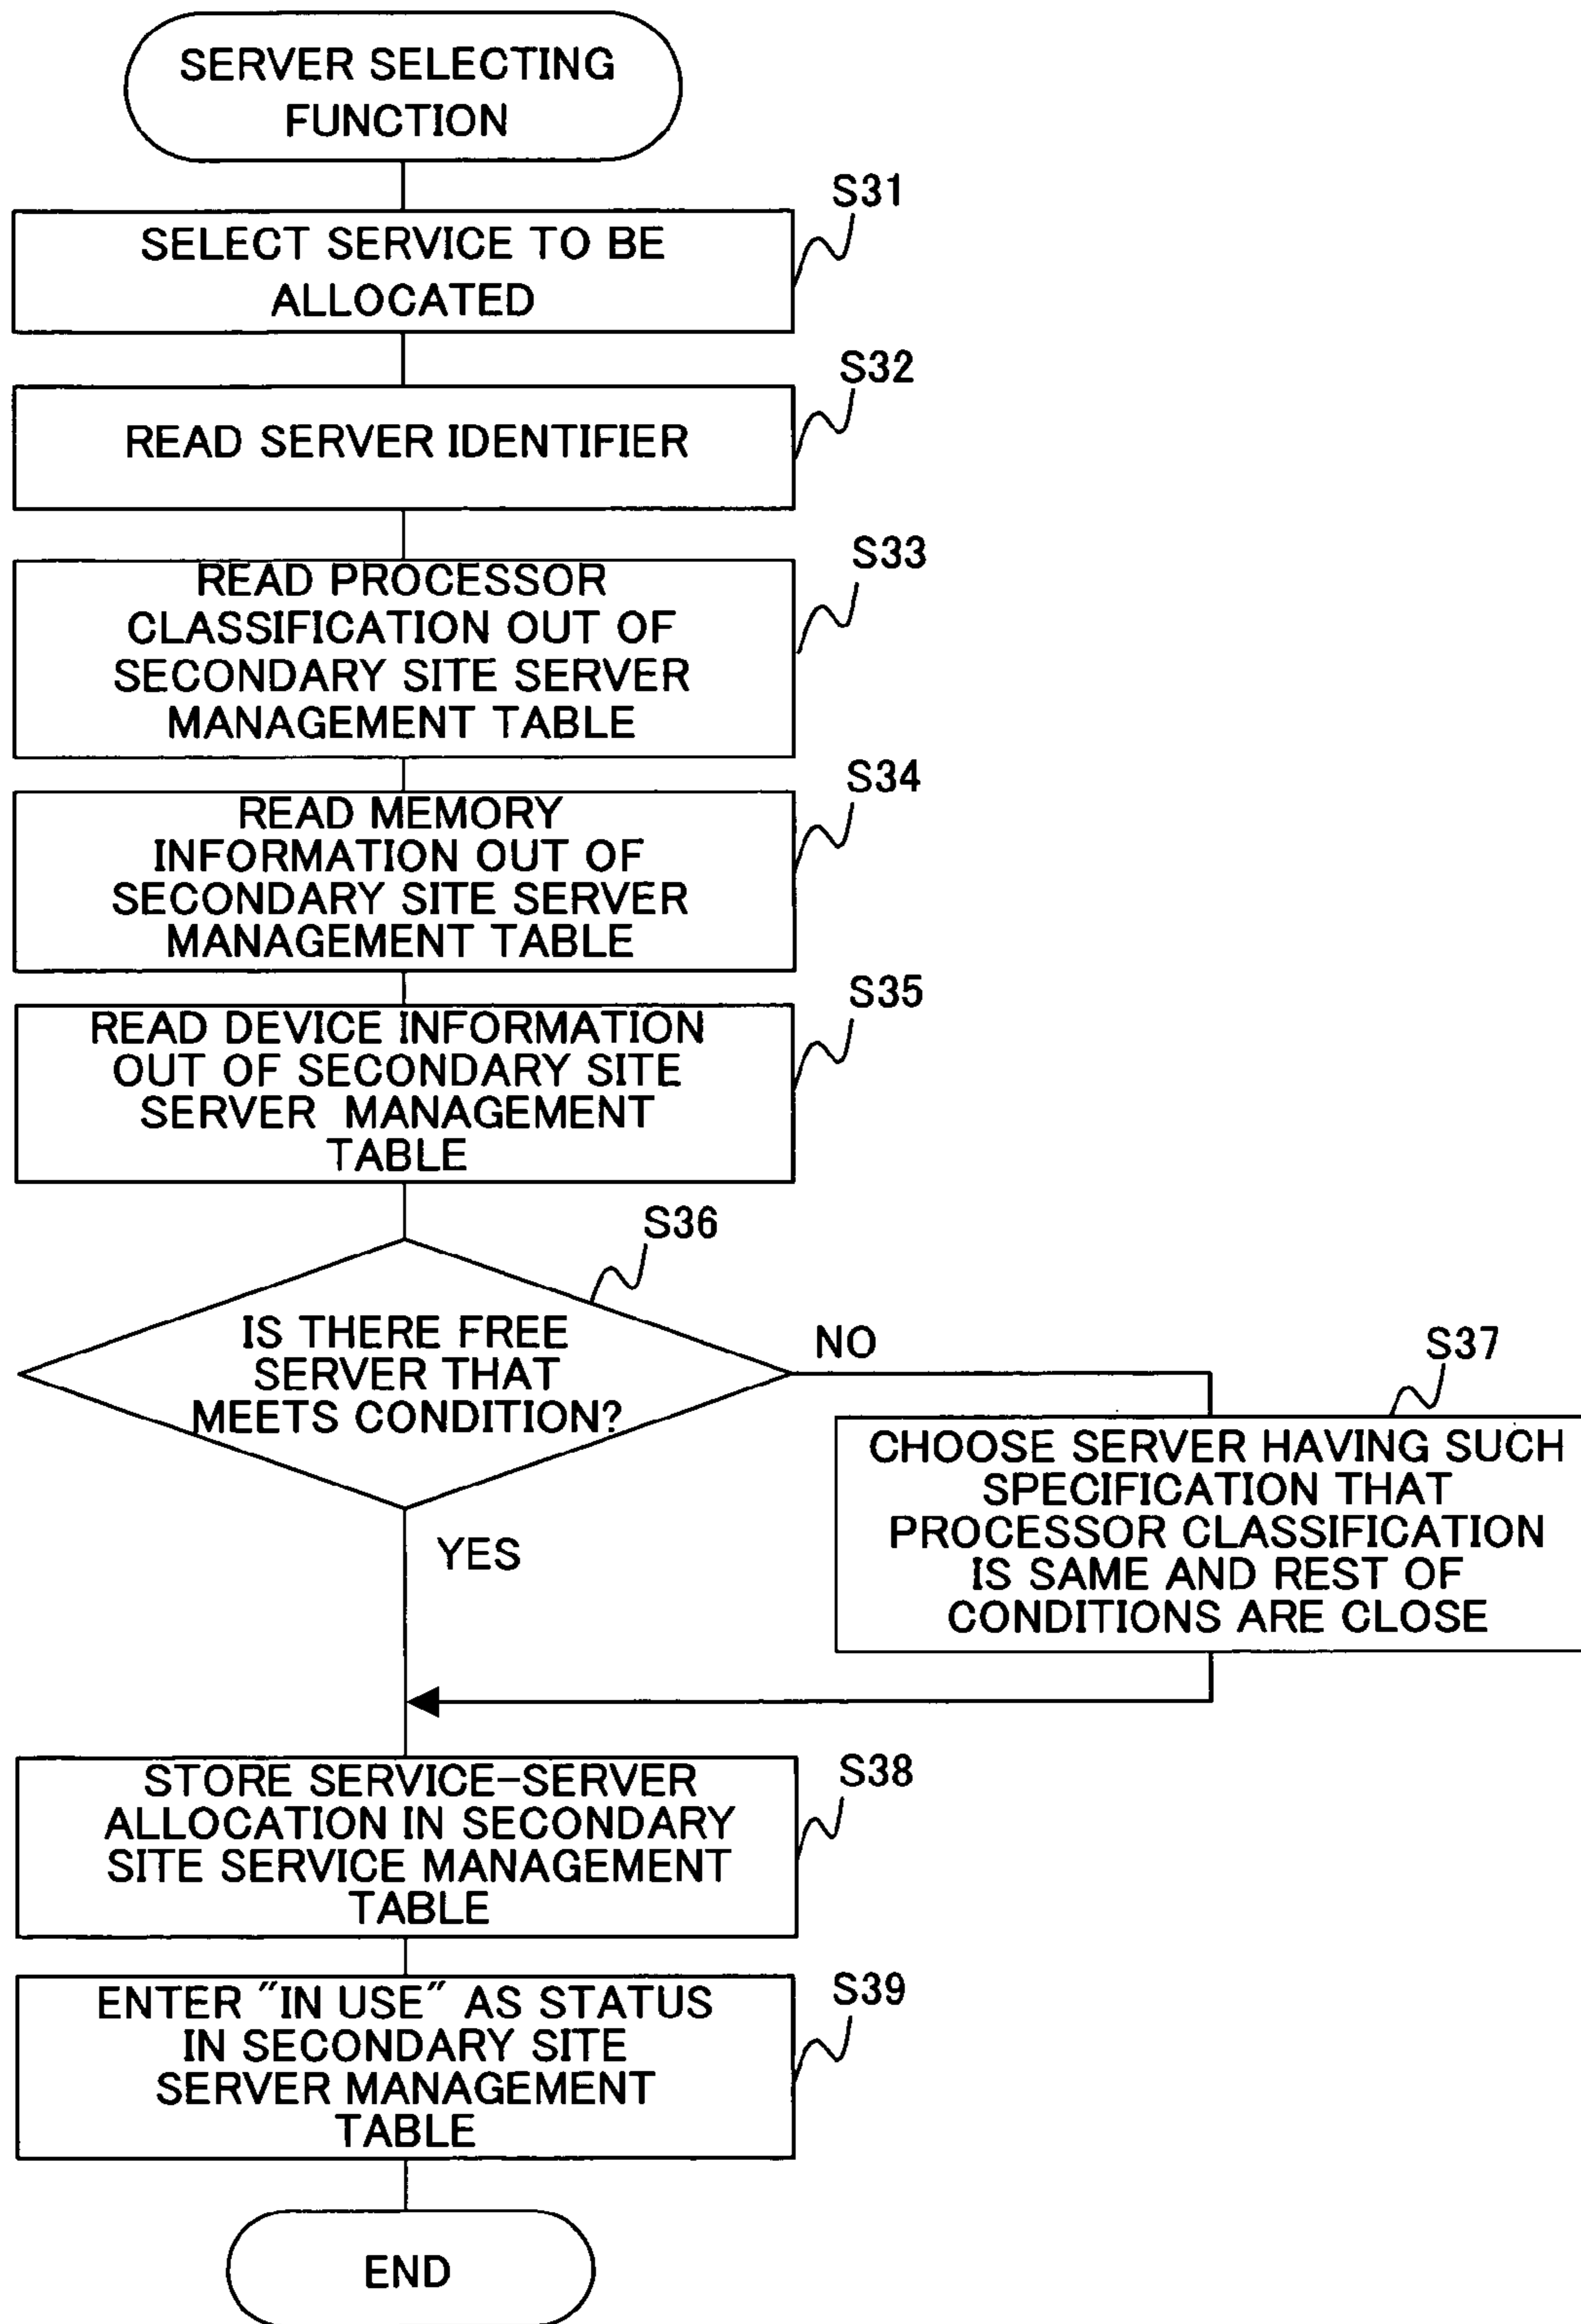 SERVER SELECTING
FUNCTION
S31
SELECT SERVICE TO BE
ALLOCATED
S32
READ SERVER IDENTIFIER
S33
READ PROCESSOR
CLASSIFICATION OUT OF
SECONDARY SITE SERVER
MANAGEMENT TABLE
S34
READ MEMORY
INFORMATION OUT OF
SECONDARY SITE SERVER
MANAGEMENT TABLE
S35
READ DEVICE INFORMATION
OUT OF SECONDARY SITE
SERVER MANAGEMENT
TABLE
S36
IS THERE FREE
SERVER THAT
MEETS CONDITION?
NO
S37
CHOOSE SERVER HAVING SUCH
SPECIFICATION THAT
PROCESSOR CLASSIFICATION
IS SAME AND REST OF
CONDITIONS ARE CLOSE
YES
S38
STORE SERVICE-SERVER
ALLOCATION IN SECONDARY
SITE SERVICE MANAGEMENT
TABLE
S39
ENTER "IN USE" AS STATUS
IN SECONDARY SITE
SERVER MANAGEMENT
TABLE
END